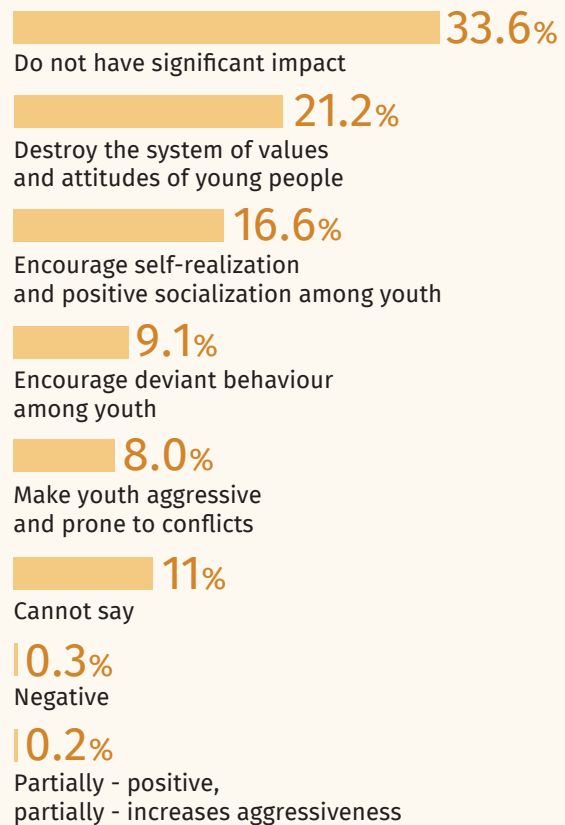 33.6%
Do not have significant impact
21.2%
Destroy the system of values
and attitudes of young people
16.6%
Encourage self-realization
and positive socialization among youth
9.1%
Encourage deviant behaviour
among youth
8.0%
Make youth aggressive
and prone to conflicts
11%
Cannot say
0.3%
Negative
0.2%
Partially - positive,
partially - increases aggressiveness